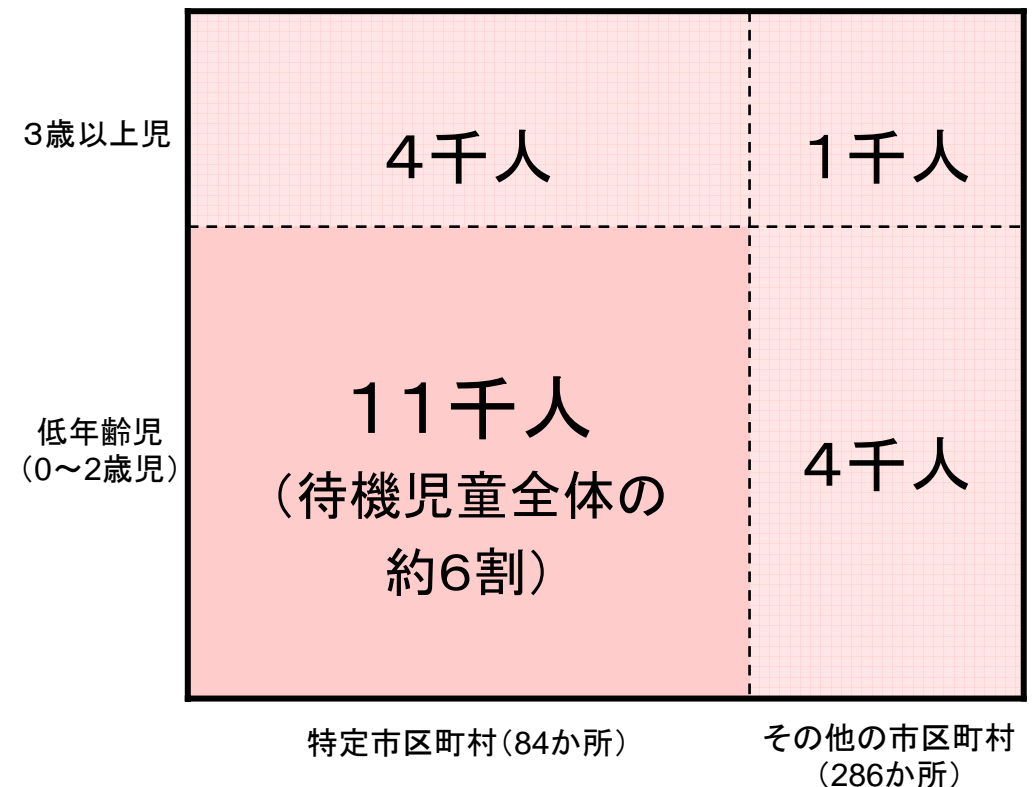 3歳以上児
4千人
1千人
11千人
(待機児童全体の
約6割)
低年齢児
(0～2歳児)
4千人
特定市区町村(84か所)
その他の市区町村
(286か所)